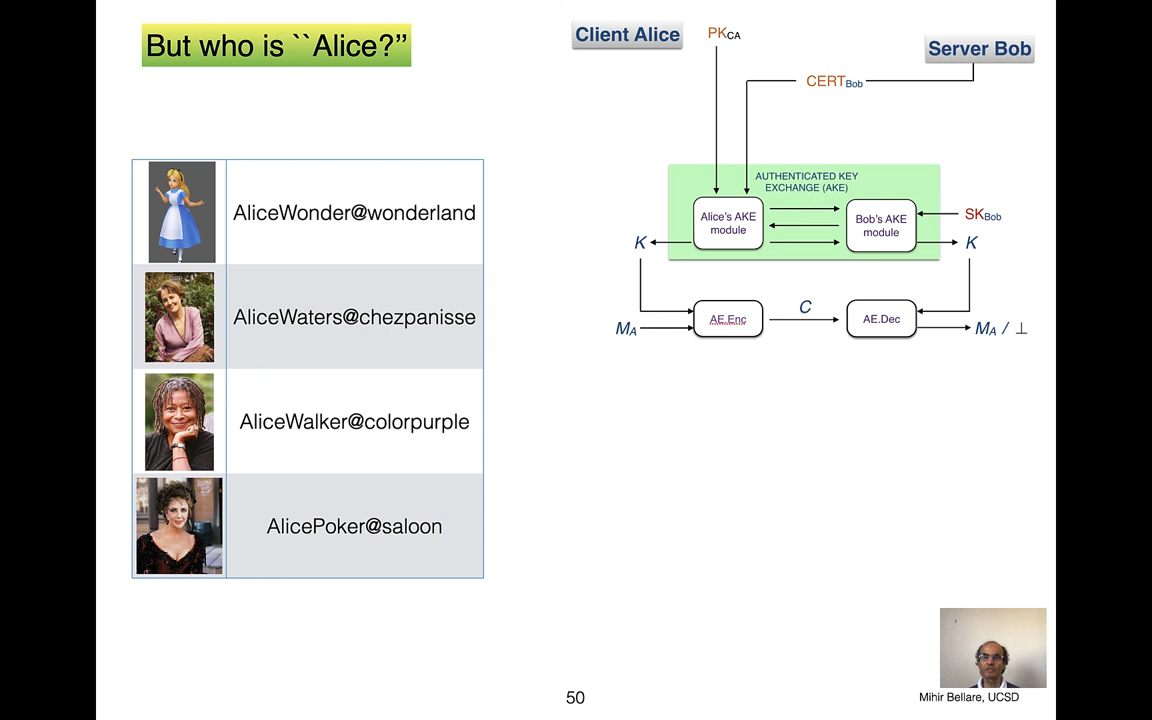 But who is ``Alice?”
AliceWonder@wonderland
AliceWaters@chezpanisse
AliceWalker@colorpurple
AlicePoker@saloon
Client Alice
PKCA
Server Bob
CERTBob
AUTHENTICATED KEY
EXCHANGE (AKE)
Alice's AKE
module
Bob's AKE
module
SKBob
K
K
MA
AE.Enc
C
AE.Dec
MA / ⊥
50
Mihir Bellare, UCSD